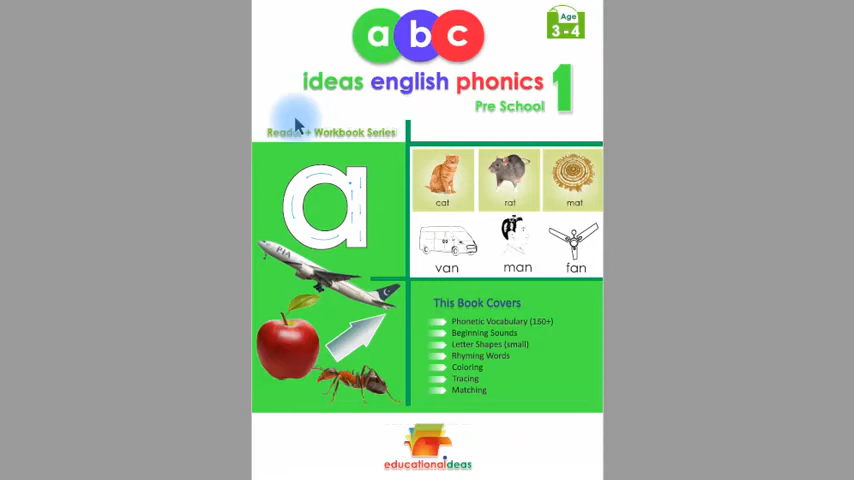 a b c
Age
3-4
ideas english phonics 1
Pre School
Reader + Workbook Series
a
cat rat mat
van man fan
PIA
This Book Covers
Phonetic Vocabulary (150+)
Beginning Sounds
Letter Shapes (small)
Rhyming Words
Coloring
Tracing
Matching
educationalideas